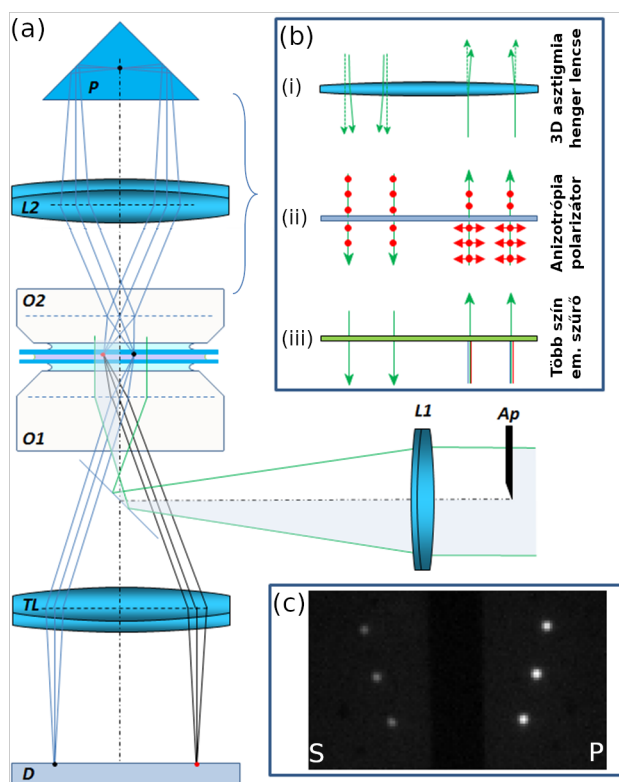 (a)
P
L2
O2
O1
TL
D
(b)
(i)
3D asztigmia
henger lencse
(ii)
Anizotrópia
polarizátor
(iii)
Több szín
em. szűrő
L1
Ap
(c)
S
P